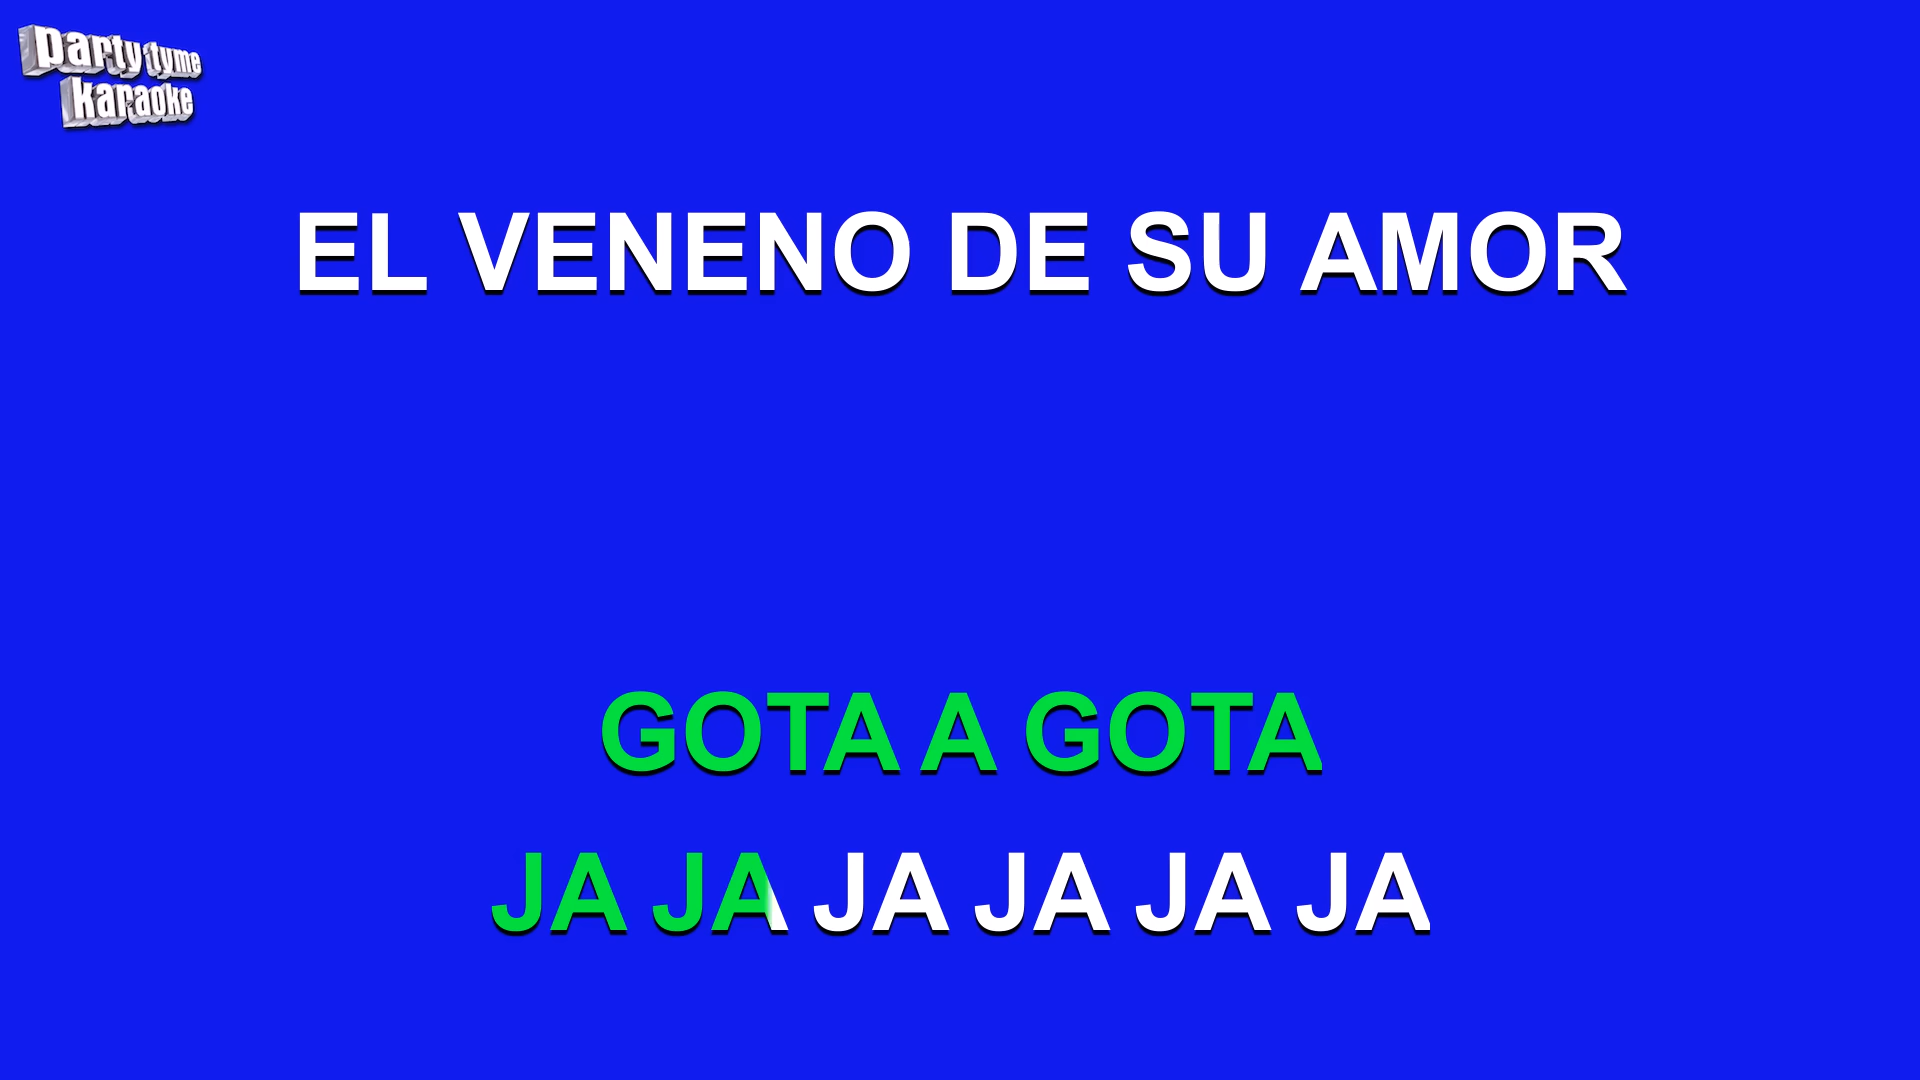 party tyme
karaoke
EL VENENO DE SU AMOR
GOTA A GOTA
JA JA JA JA JA JA